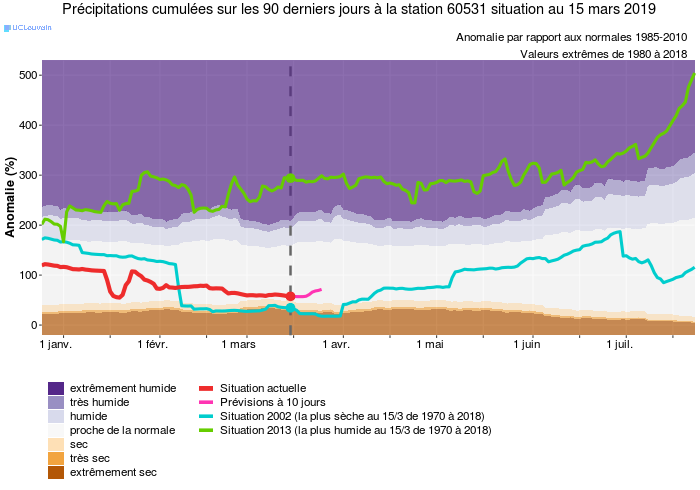 Précipitations cumulées sur les 90 derniers jours à la station 60531 situation au 15 mars 2019
UCLouvain
Anomalie par rapport aux normales 1985-2010
Valeurs extrêmes de 1980 à 2018
Anomalie (%)
500
400
300
200
100
0
1 janv. 1 févr. 1 mars 1 avr. 1 mai 1 juin 1 juil.
extrêmement humide
très humide
humide
proche de la normale
sec
très sec
extrêmement sec
Situation actuelle
Prévisions à 10 jours
Situation 2002 (la plus sèche au 15/3 de 1970 à 2018)
Situation 2013 (la plus humide au 15/3 de 1970 à 2018)